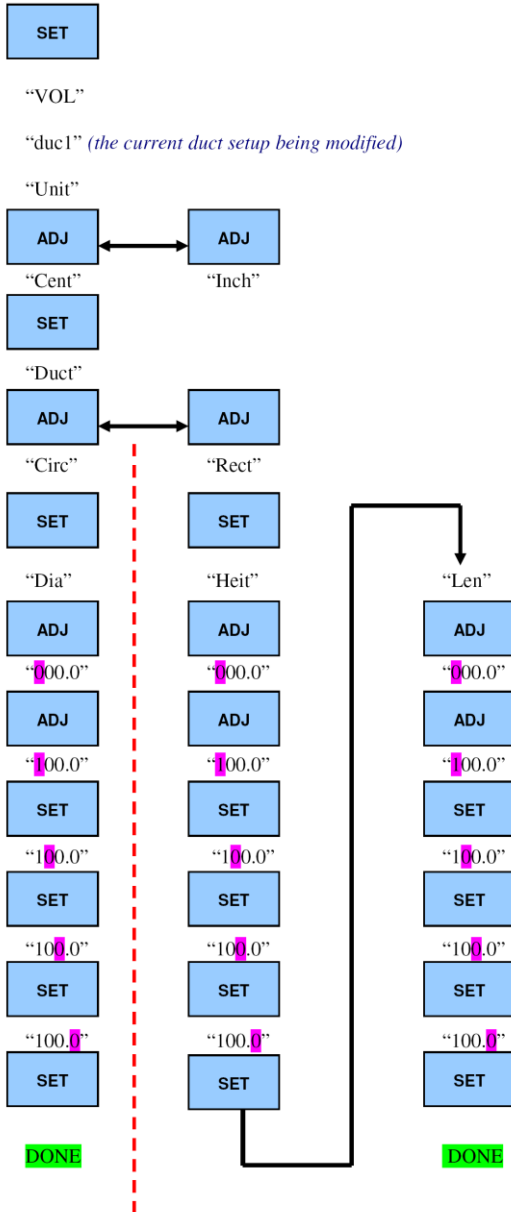 SET
“VOL”
“duc1” (the current duct setup being modified)
“Unit”
ADJ ADJ
“Cent” “Inch”
SET
“Duct”
ADJ ADJ
“Circ” “Rect”
SET SET
“Dia” “Heit” “Len”
ADJ ADJ ADJ
“000.0” “000.0” “000.0”
ADJ ADJ ADJ
“100.0” “100.0” “100.0”
SET SET SET
“100.0” “100.0” “100.0”
SET SET SET
“100.0” “100.0” “100.0”
SET SET SET
“100.0” “100.0” “100.0”
SET SET SET
DONE DONE